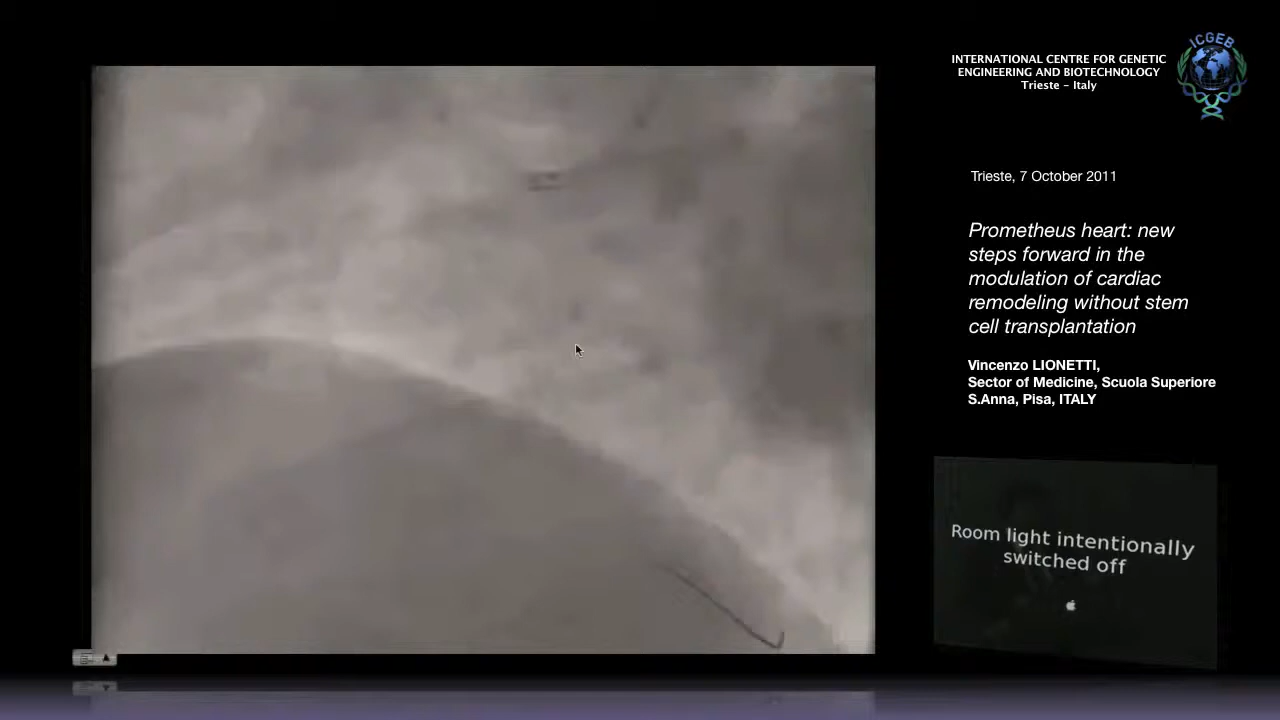 INTERNATIONAL CENTRE FOR GENETIC
ENGINEERING AND BIOTECHNOLOGY
Trieste – Italy
ICGEB
Trieste, 7 October 2011
Prometheus heart: new
steps forward in the
modulation of cardiac
remodeling without stem
cell transplantation
Vincenzo LIONETTI,
Sector of Medicine, Scuola Superiore
S.Anna, Pisa, ITALY
Room light intentionally
switched off